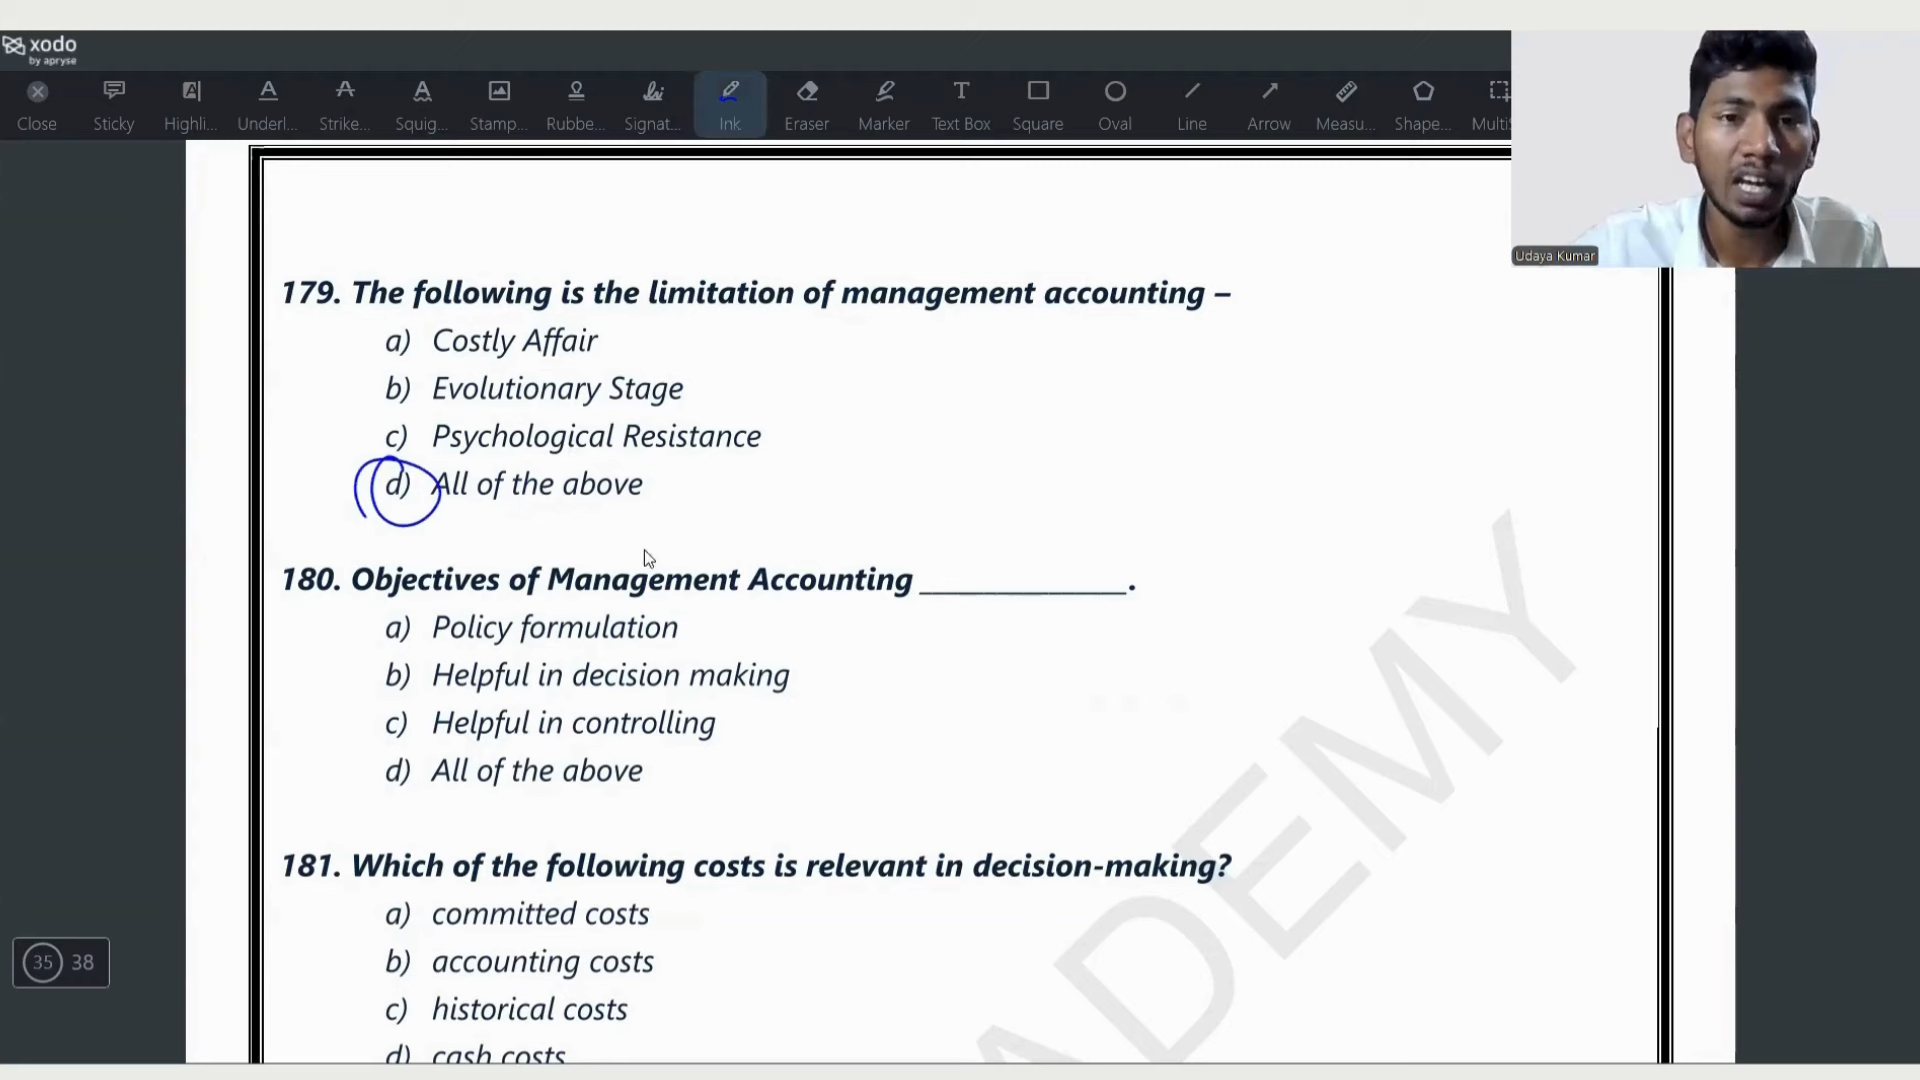 xodo
by apryse
Close
Sticky
Highli...
Underl...
Strike...
Squig...
Stamp...
Rubbe...
Signat...
Ink
Eraser
Marker
Text Box
Square
Oval
Line
Arrow
Measu...
Shape...
Udaya Kumar
179. The following is the limitation of management accounting –
a) Costly Affair
b) Evolutionary Stage
c) Psychological Resistance
d) All of the above
180. Objectives of Management Accounting _______________.
a) Policy formulation
b) Helpful in decision making
c) Helpful in controlling
d) All of the above
181. Which of the following costs is relevant in decision-making?
a) committed costs
b) accounting costs
c) historical costs
d) cash costs
35 38
ADEMY